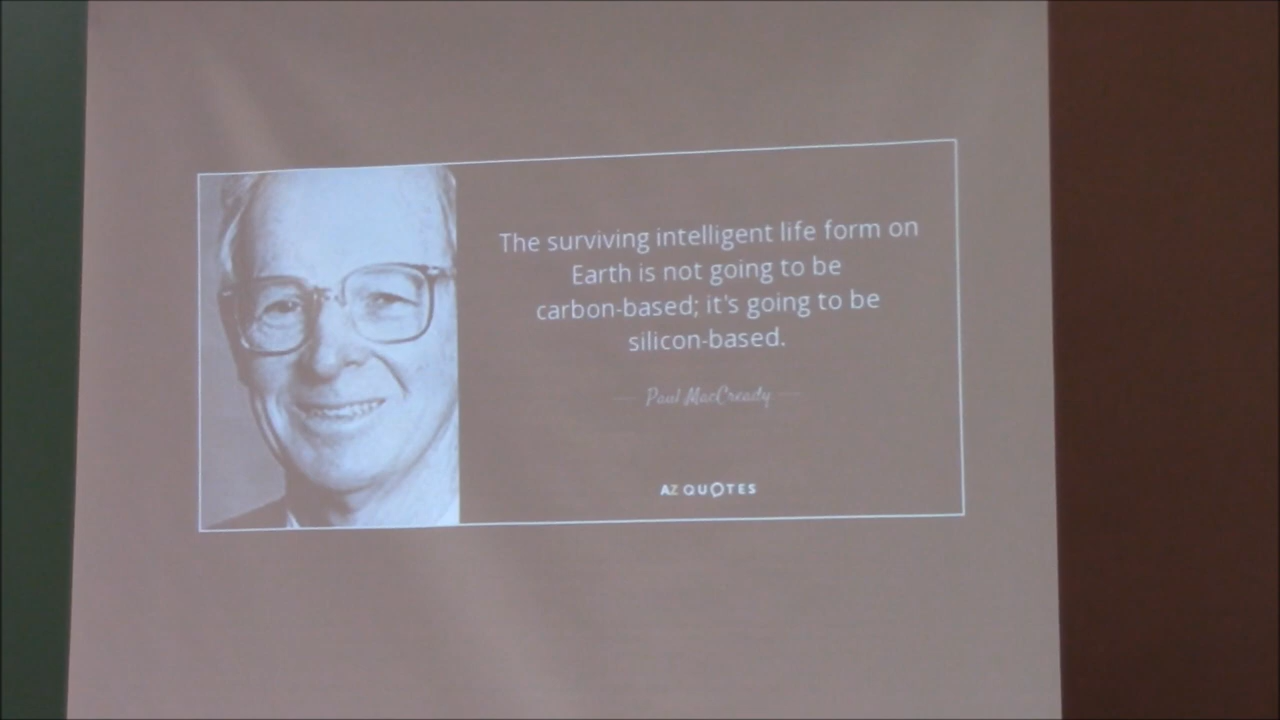 The surviving intelligent life form on
Earth is not going to be
carbon-based; it's going to be
silicon-based.
Paul MacCready
AZ QUOTES